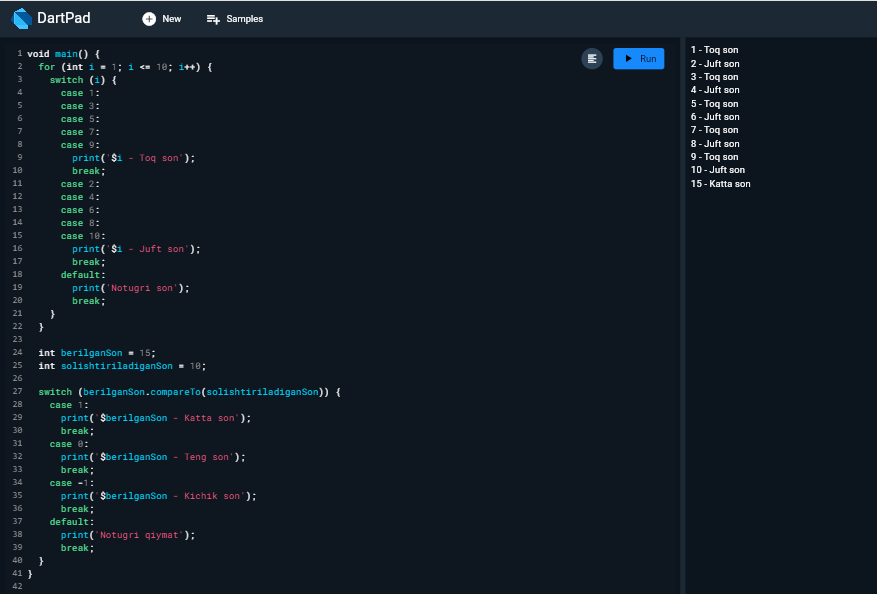 DartPad
New
Samples
Run
1 void main() {
2   for (int i = 1; i <= 10; i++) {
3     switch (i) {
4       case 1:
5       case 3:
6       case 5:
7       case 7:
8       case 9:
9         print('$i - Toq son');
10         break;
11       case 2:
12       case 4:
13       case 6:
14       case 8:
15       case 10:
16         print('$i - Juft son');
17         break;
18       default:
19         print('Notugri son');
20         break;
21     }
22   }
23
24   int berilganSon = 15;
25   int solishtiriladiganSon = 10;
26
27   switch (berilganSon.compareTo(solishtiriladiganSon)) {
28     case 1:
29       print('$berilganSon - Katta son');
30       break;
31     case 0:
32       print('$berilganSon - Teng son');
33       break;
34     case -1:
35       print('$berilganSon - Kichik son');
36       break;
37     default:
38       print('Notugri qiymat');
39       break;
40   }
41 }
42
1 - Toq son
2 - Juft son
3 - Toq son
4 - Juft son
5 - Toq son
6 - Juft son
7 - Toq son
8 - Juft son
9 - Toq son
10 - Juft son
15 - Katta son